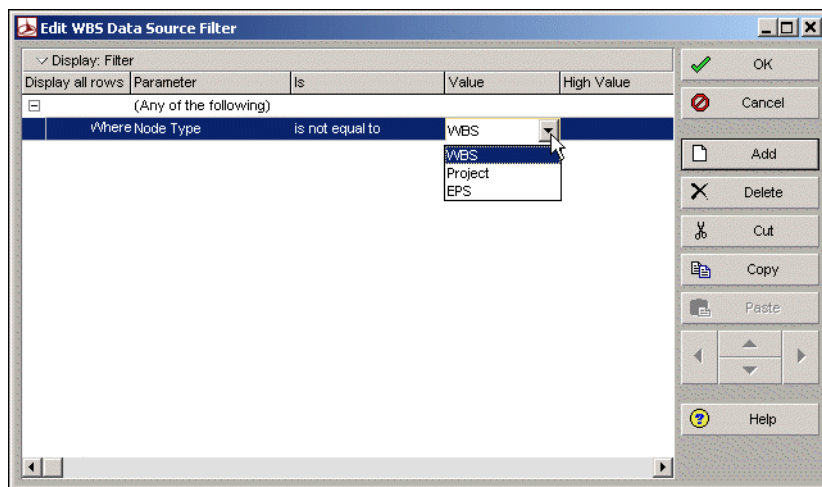 Edit WBS Data Source Filter
Display: Filter
Display all rows Parameter Is Value High Value
(Any of the following)
Where Node Type is not equal to WBS
WBS
Project
EPS
OK
Cancel
Add
Delete
Cut
Copy
Paste
Help